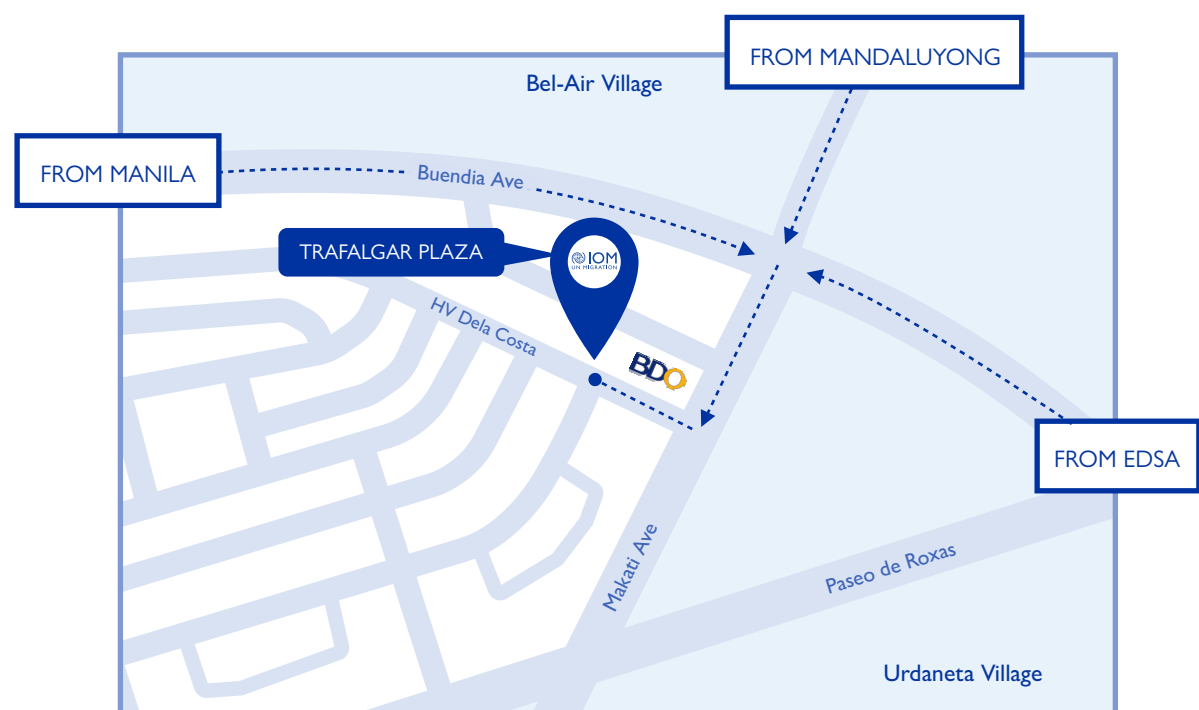 FROM MANDALUYONG
Bel-Air Village
FROM MANILA
Buendia Ave
TRAFALGAR PLAZA
IOM
UN MIGRATION
HV Dela Costa
BDO
FROM EDSA
Makati Ave
Paseo de Roxas
Urdaneta Village